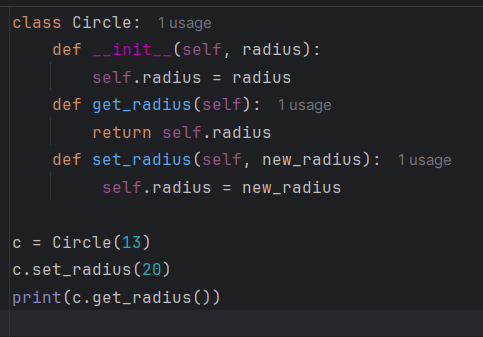 class Circle: 1 usage
    def __init__(self, radius):
        self.radius = radius
    def get_radius(self): 1 usage
        return self.radius
    def set_radius(self, new_radius): 1 usage
         self.radius = new_radius

c = Circle(13)
c.set_radius(20)
print(c.get_radius())